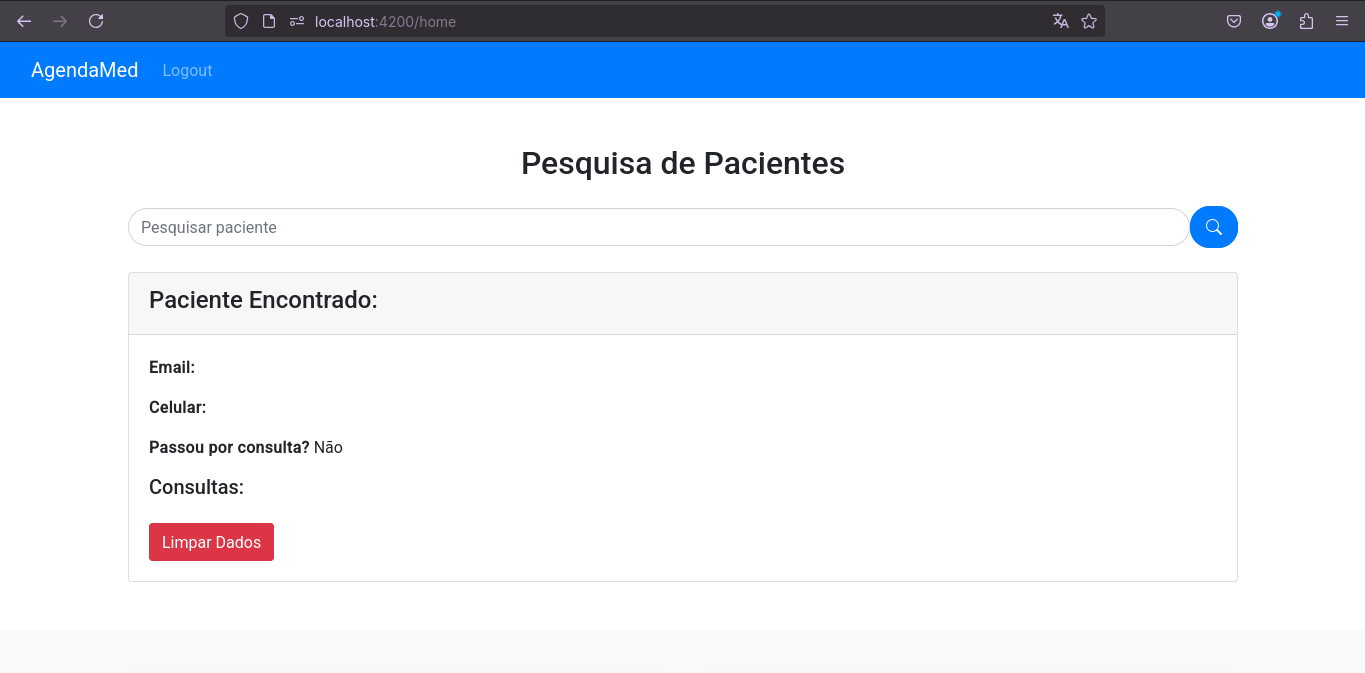 localhost:4200/home
AgendaMed Logout
Pesquisa de Pacientes
Pesquisar paciente
Paciente Encontrado:
Email:
Celular:
Passou por consulta? Não
Consultas:
Limpar Dados